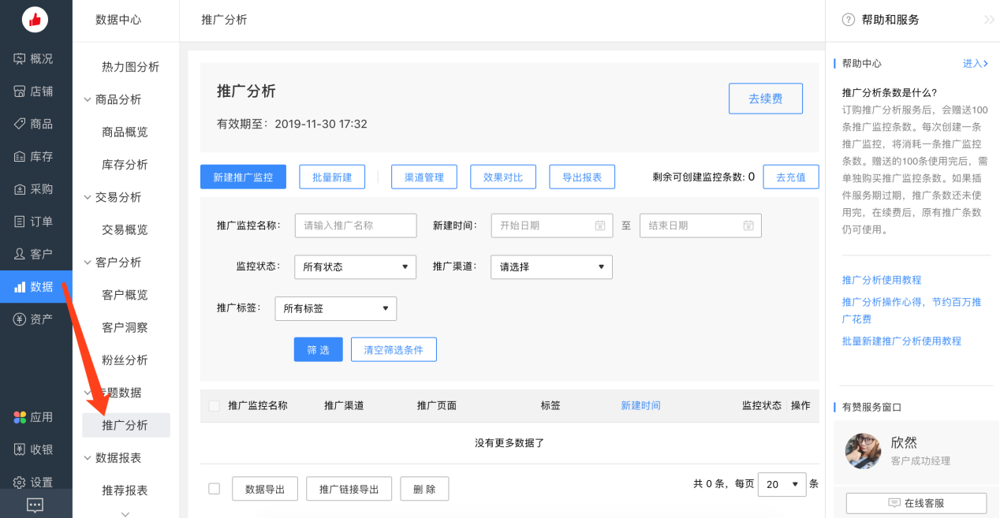 数据中心
推广分析
帮助和服务
概况
店铺
商品
库存
采购
订单
客户
数据
资产
应用
收银
设置
热力图分析
商品分析
商品概览
库存分析
交易分析
交易概览
客户分析
客户概览
客户洞察
粉丝分析
题数据
推广分析
数据报表
推荐报表
推广分析
有效期至：2019-11-30 17:32
去续费
新建推广监控 批量新建 渠道管理 效果对比 导出报表 剩余可创建监控条数: 0 去充值
推广监控名称： 请输入推广名称 新建时间： 开始日期 至 结束日期
监控状态： 所有状态 推广渠道： 请选择
推广标签： 所有标签
筛 选 清空筛选条件
推广监控名称 推广渠道 推广页面 标签 新建时间 监控状态 操作
没有更多数据了
数据导出 推广链接导出 删 除 共 0 条，每页 20 条
帮助中心 进入
推广分析条数是什么?
订购推广分析服务后，会赠送100
条推广监控条数。每次创建一条
推广监控，将消耗一条推广监控
条数。赠送的100条使用完后，需
单独购买推广监控条数。如果插
件服务期过期，推广条数还未使
用完，在续费后，原有推广条数
仍可使用。
推广分析使用教程
推广分析操作心得，节约百万推
广花费
批量新建推广分析使用教程
有赞服务窗口
欣然
客户成功经理
在线客服